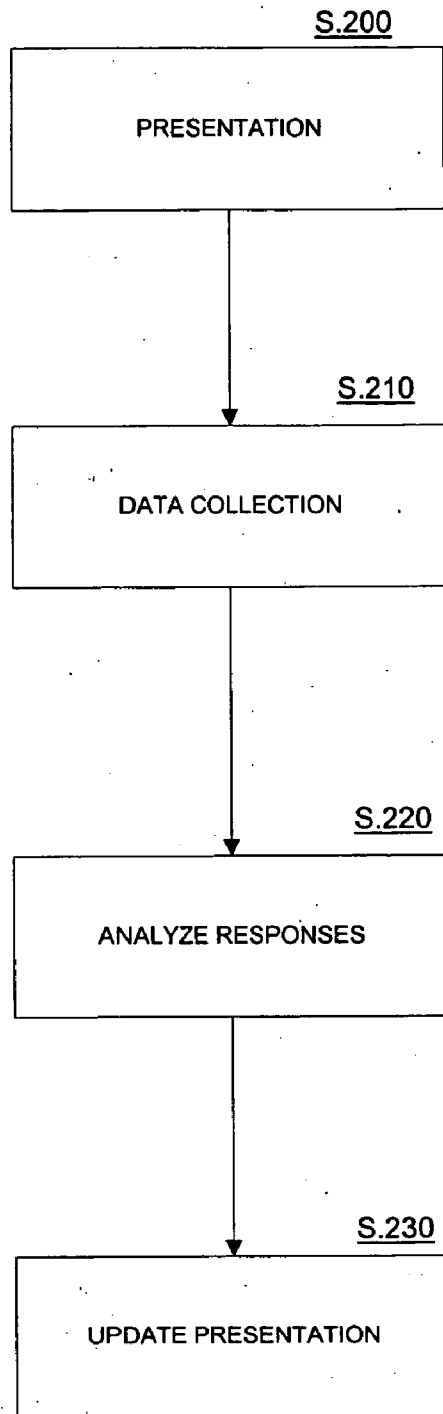 S.200
PRESENTATION
S.210
DATA COLLECTION
S.220
ANALYZE RESPONSES
S.230
UPDATE PRESENTATION